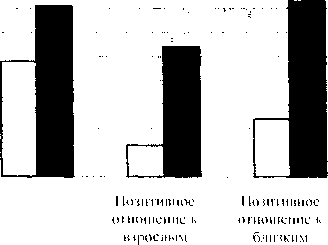 Позитивное Позитивное
отношение к отношение к
взрослым близким